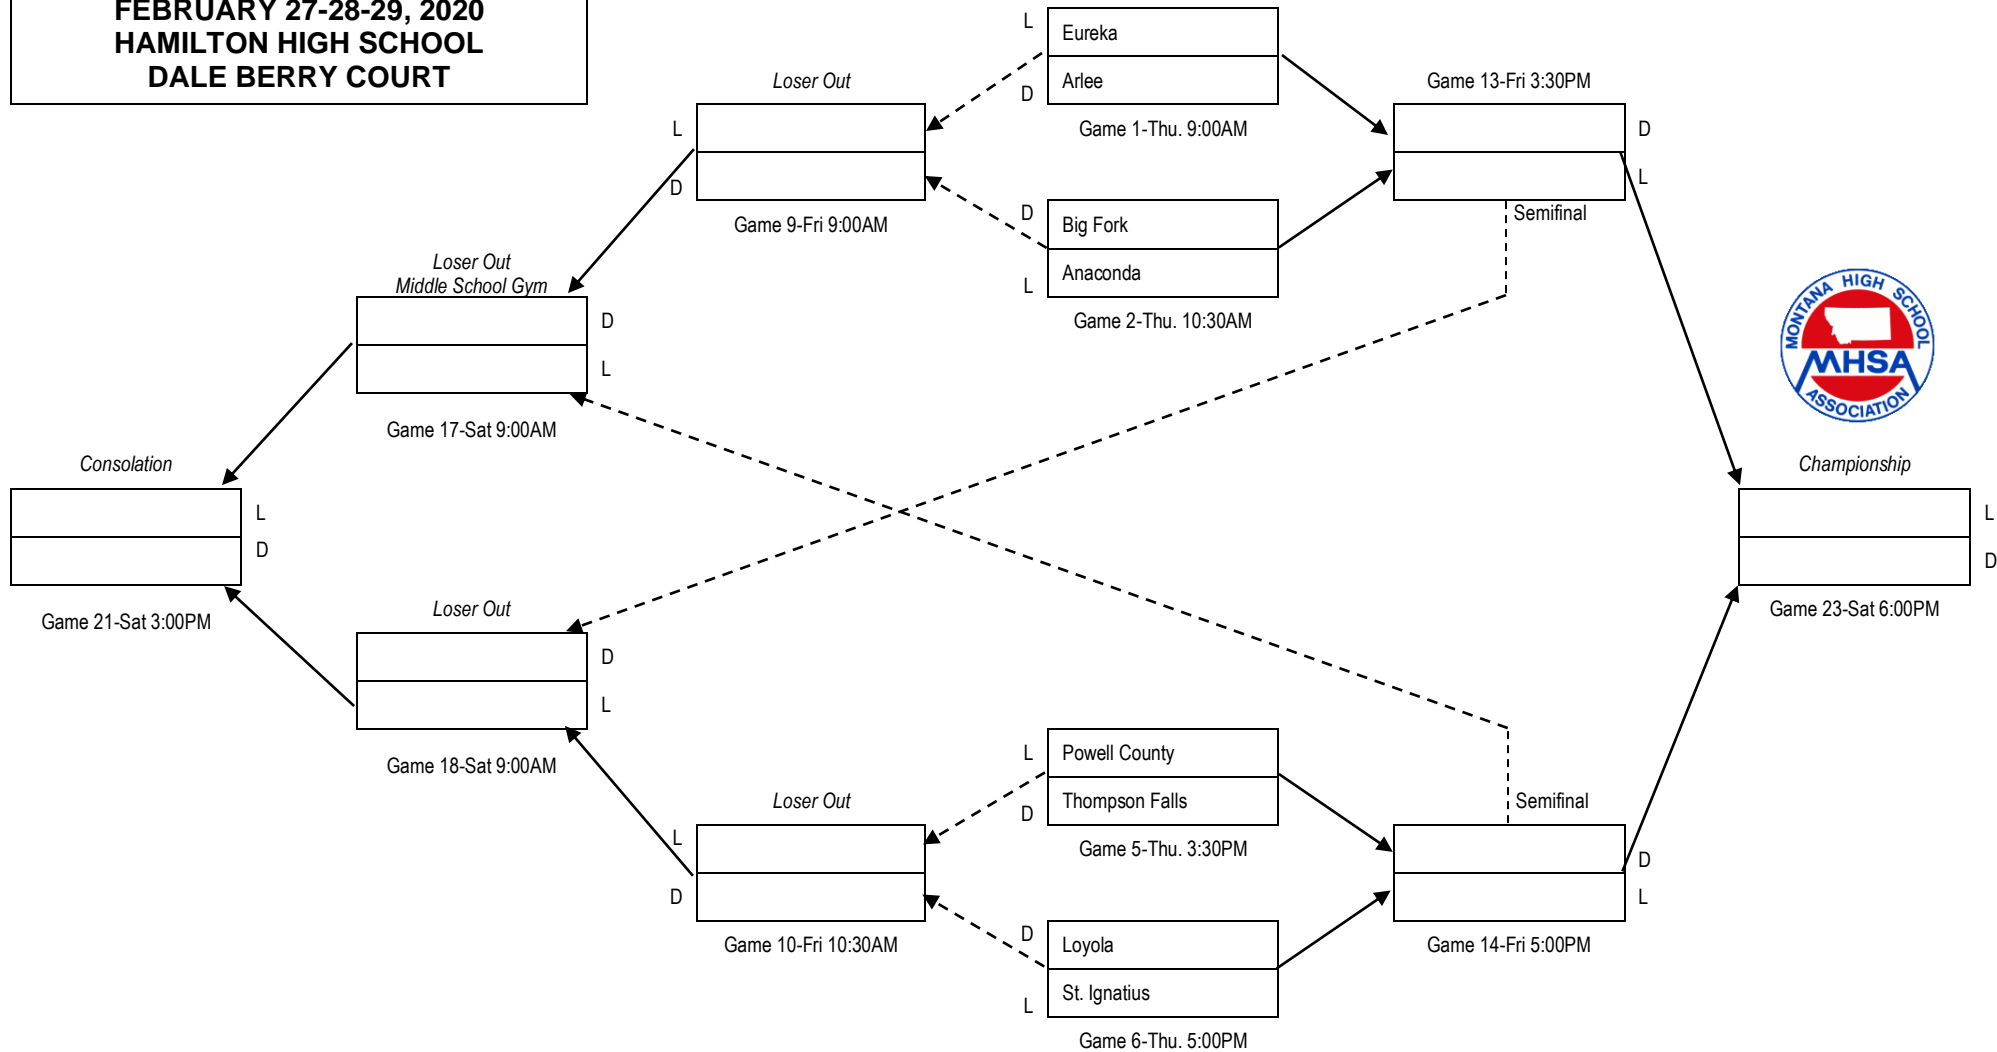 FEBRUARY 27-28-29, 2020
HAMILTON HIGH SCHOOL
DALE BERRY COURT
L
Eureka
D
Arlee
Game 1-Thu. 9:00AM
D
Big Fork
L
Anaconda
Game 2-Thu. 10:30AM
Loser Out
L
D
Game 9-Fri 9:00AM
Game 13-Fri 3:30PM
D
L
Semifinal
Loser Out
Middle School Gym
D
L
Game 17-Sat 9:00AM
MONTANA HIGH SCHOOL
MHSA
ASSOCIATION
Consolation
L
D
Game 21-Sat 3:00PM
Championship
L
D
Game 23-Sat 6:00PM
Loser Out
D
L
Game 18-Sat 9:00AM
Loser Out
L
D
Game 10-Fri 10:30AM
L
Powell County
D
Thompson Falls
Game 5-Thu. 3:30PM
D
Loyola
L
St. Ignatius
Game 6-Thu. 5:00PM
Semifinal
D
L
Game 14-Fri 5:00PM